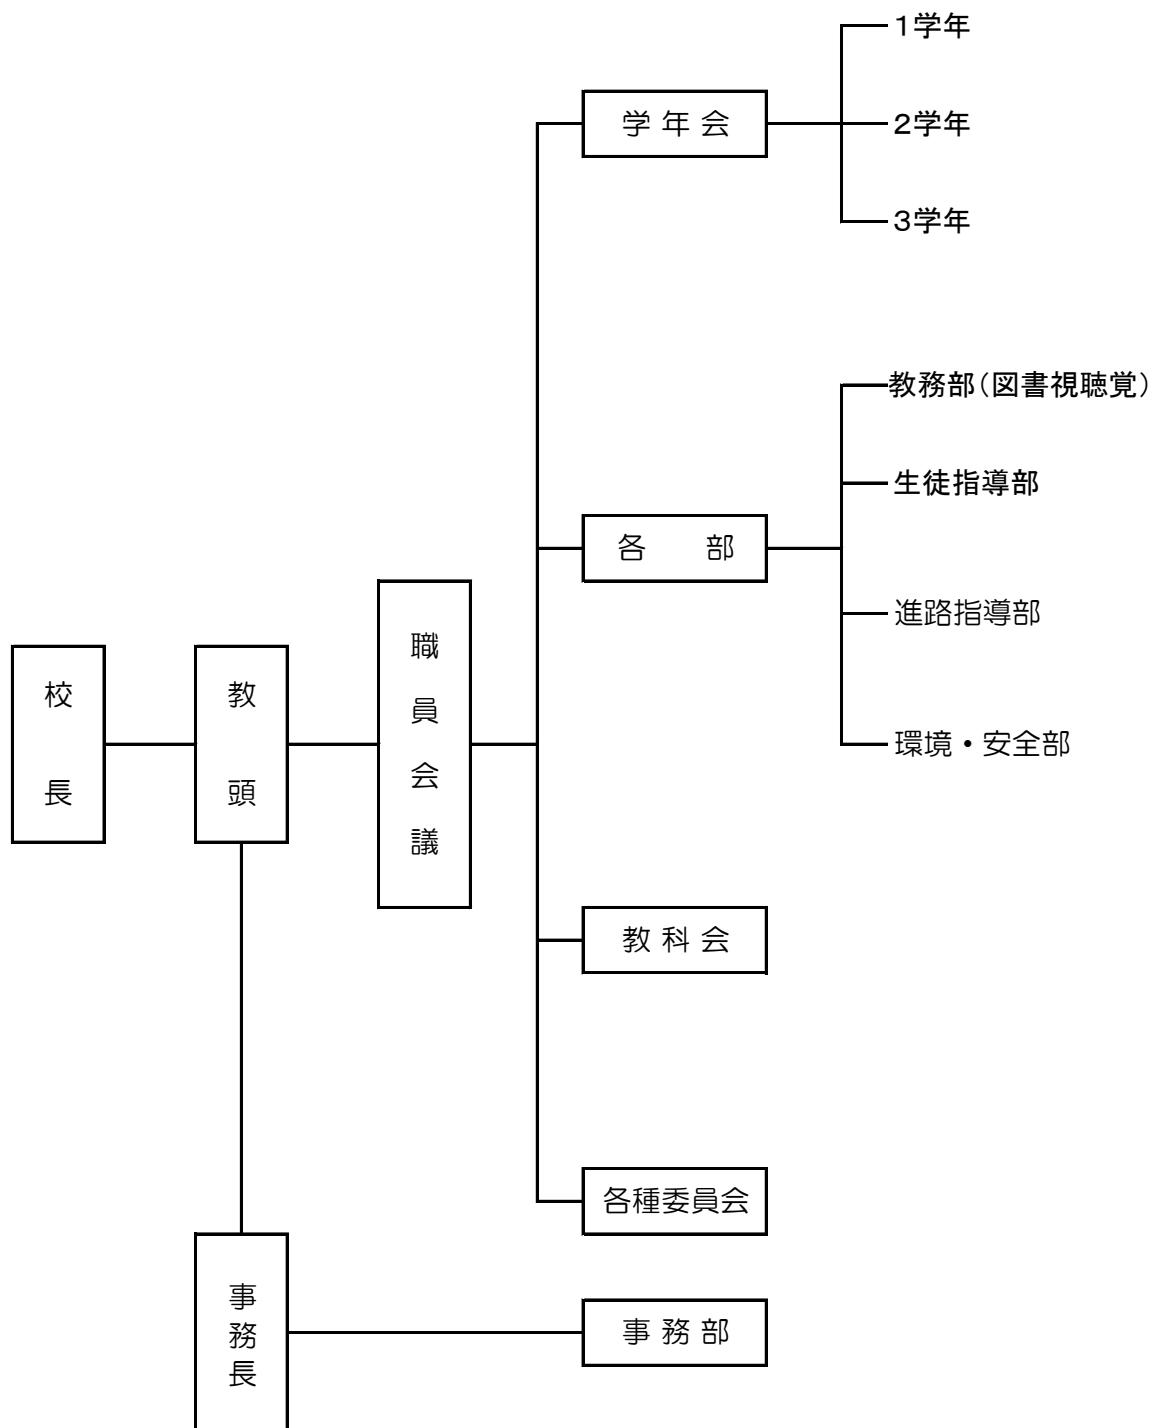 1学年
学年会
2学年
3学年
教務部(図書視聴覚)
生徒指導部
各　部
進路指導部
校長
教頭
職員会議
環境・安全部
教科会
各種委員会
事務長
事務部